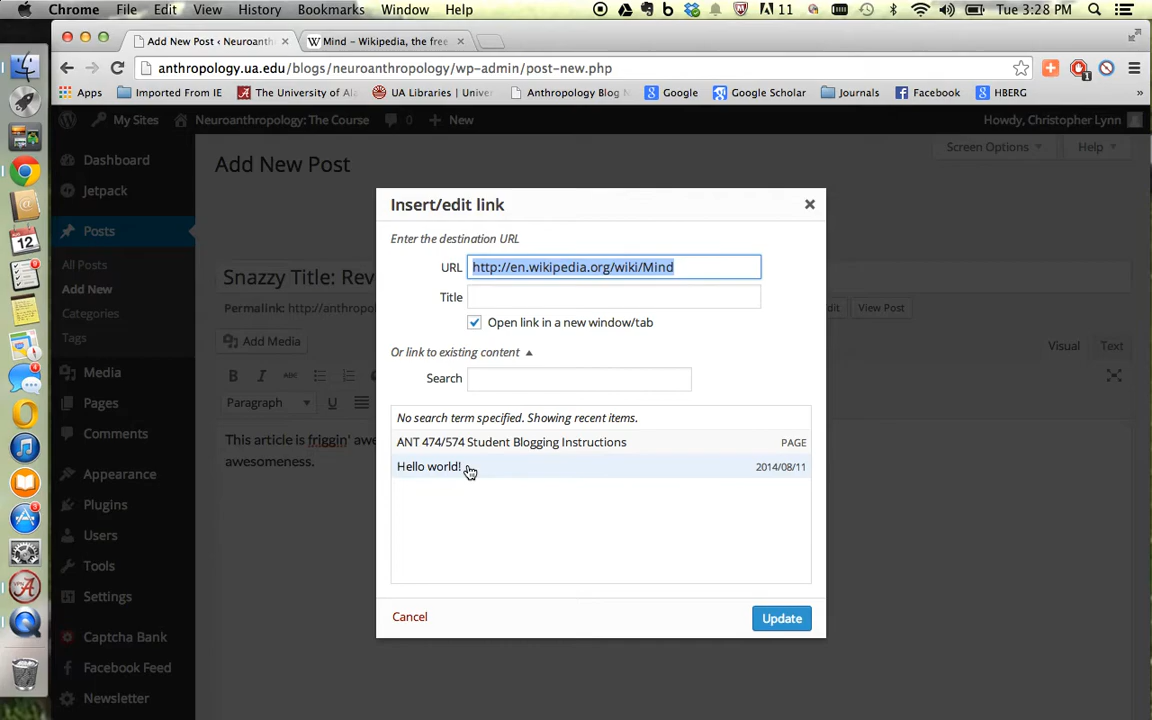 Chrome File Edit View History Bookmarks Window Help 11 Tue 3:28 PM
Add New Post ‹ Neuroanth
Mind – Wikipedia, the free
anthropology.ua.edu/blogs/neuroanthropology/wp-admin/post-new.php
Apps Imported From IE The University of Ala UA Libraries | Univer Anthropology Blog N Google Google Scholar Journals Facebook HBERG »
My Sites Neuroanthropology: The Course 0 New Howdy, Christopher Lynn
Dashboard
Jetpack
Posts
All Posts
Add New
Categories
Tags
Media
Pages
Comments
Appearance
Plugins
Users
Tools
Settings
Captcha Bank
Facebook Feed
Newsletter
Add New Post
Screen Options Help
Snazzy Title: Rev
Permalink: http://anthropol
dit View Post
Add Media
Visual Text
B I ABC
Paragraph U
This article is friggin' awe
awesomeness.
Insert/edit link
Enter the destination URL
URL http://en.wikipedia.org/wiki/Mind
Title
Open link in a new window/tab
Or link to existing content
Search
No search term specified. Showing recent items.
ANT 474/574 Student Blogging Instructions PAGE
Hello world! 2014/08/11
Cancel Update